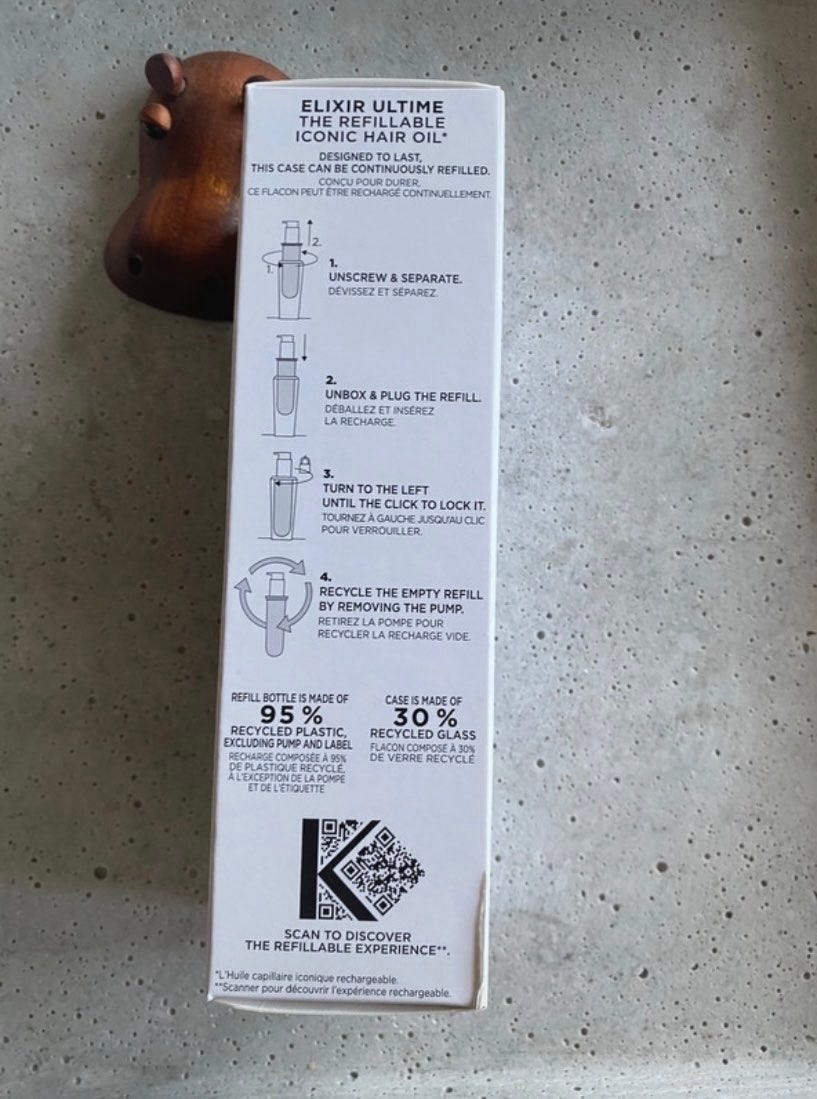 ELIXIR ULTIME
THE REFILLABLE
ICONIC HAIR OIL*
DESIGNED TO LAST,
THIS CASE CAN BE CONTINUOUSLY REFILLED.
CONÇU POUR DURER,
CE FLACON PEUT ÊTRE RECHARGÉ CONTINUELLEMENT.
2.
1.
1.
UNSCREW & SEPARATE.
DÉVISSEZ ET SÉPAREZ.
2.
UNBOX & PLUG THE REFILL.
DÉBALLEZ ET INSÉREZ
LA RECHARGE.
3.
TURN TO THE LEFT
UNTIL THE CLICK TO LOCK IT.
TOURNEZ À GAUCHE JUSQU'AU CLIC
POUR VERROUILLER.
4.
RECYCLE THE EMPTY REFILL
BY REMOVING THE PUMP.
RETIREZ LA POMPE POUR
RECYCLER LA RECHARGE VIDE.
REFILL BOTTLE IS MADE OF
95 %
RECYCLED PLASTIC,
EXCLUDING PUMP AND LABEL
RECHARGE COMPOSÉE À 95%
DE PLASTIQUE RECYCLÉ,
À L'EXCEPTION DE LA POMPE
ET DE L'ÉTIQUETTE
CASE IS MADE OF
30 %
RECYCLED GLASS
FLACON COMPOSÉ À 30%
DE VERRE RECYCLÉ
K
SCAN TO DISCOVER
THE REFILLABLE EXPERIENCE**.
*L'Huile capillaire iconique rechargeable.
**Scanner pour découvrir l'expérience rechargeable.